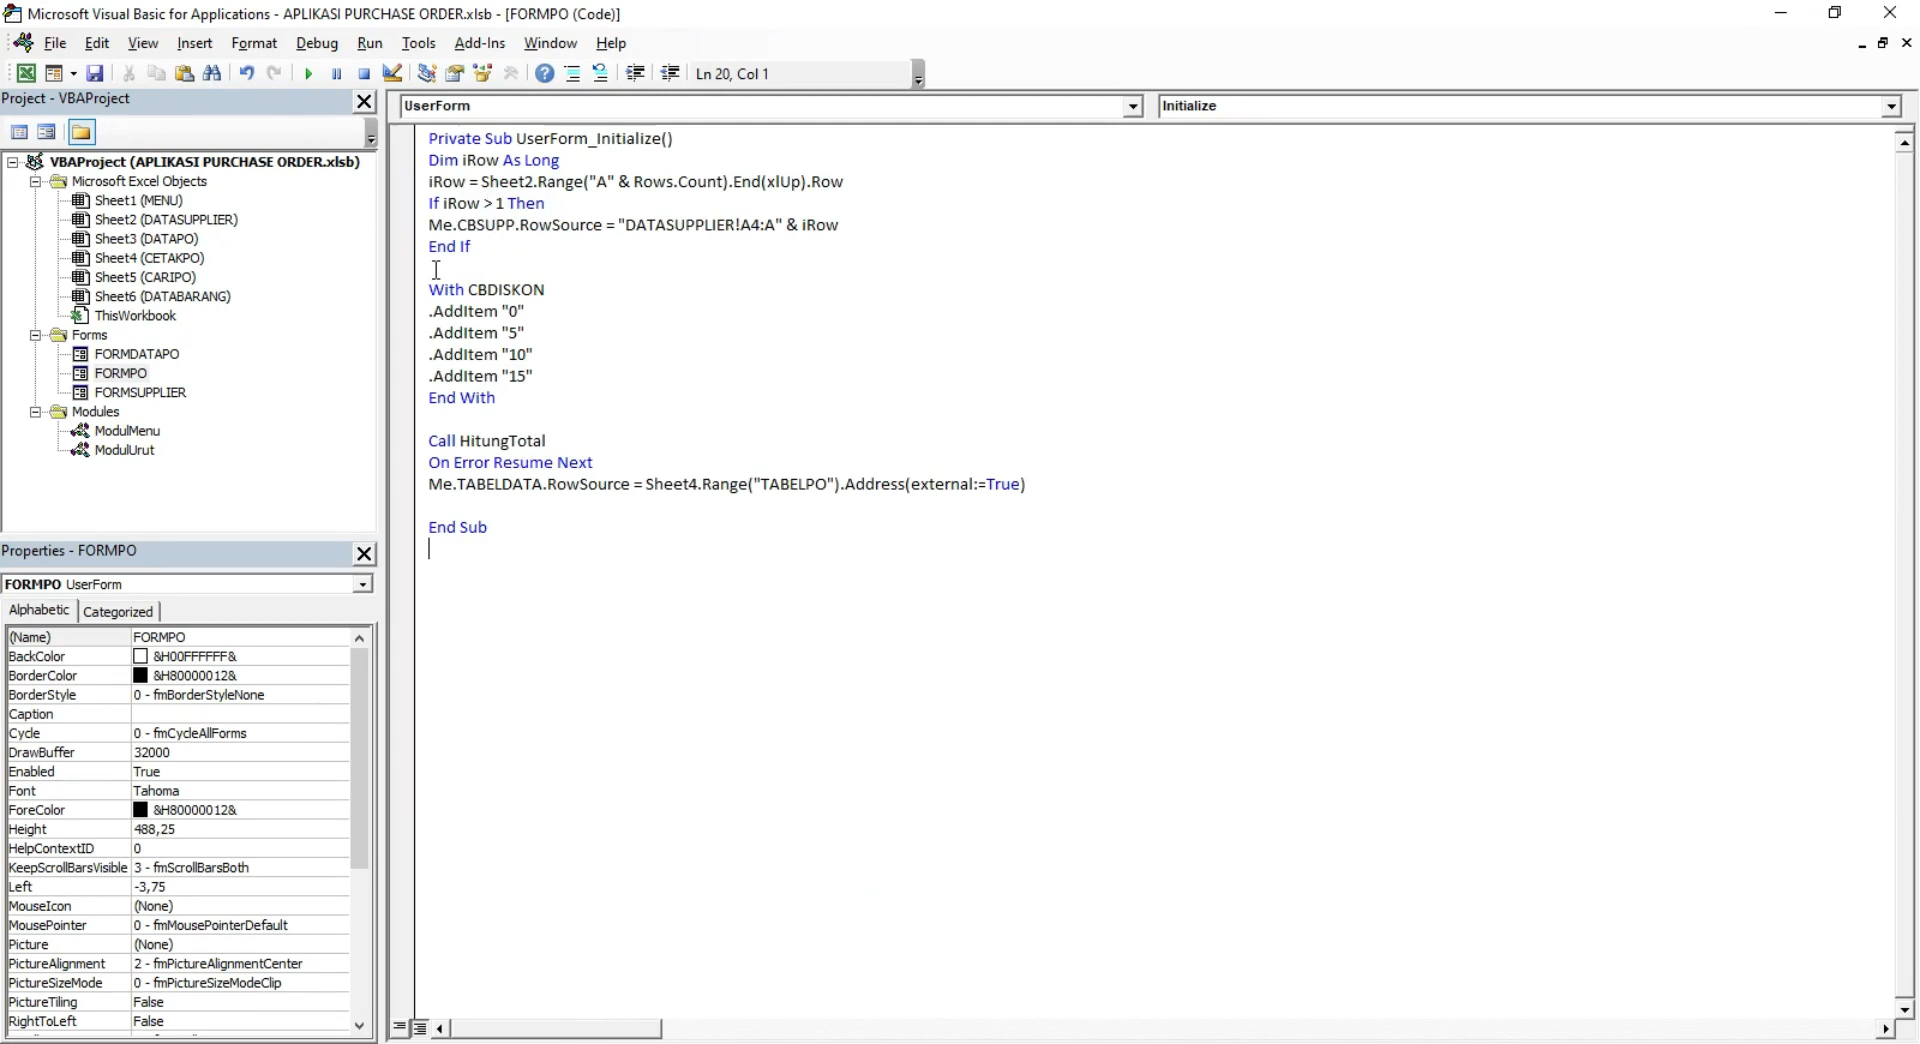 Microsoft Visual Basic for Applications - APLIKASI PURCHASE ORDER.xlsb - [FORMPO (Code)]
File Edit View Insert Format Debug Run Tools Add-Ins Window Help
Ln 20, Col 1
Project - VBAProject
VBAProject (APLIKASI PURCHASE ORDER.xlsb)
Microsoft Excel Objects
Sheet1 (MENU)
Sheet2 (DATASUPPLIER)
Sheet3 (DATAPO)
Sheet4 (CETAKPO)
Sheet5 (CARIPO)
Sheet6 (DATABARANG)
ThisWorkbook
Forms
FORMDATAPO
FORMPO
FORMSUPPLIER
Modules
ModulMenu
ModulUrut
Properties - FORMPO
FORMPO UserForm
Alphabetic Categorized
(Name) FORMPO
BackColor &H00FFFFFF&
BorderColor &H80000012&
BorderStyle 0 - fmBorderStyleNone
Caption
Cycle 0 - fmCycleAllForms
DrawBuffer 32000
Enabled True
Font Tahoma
ForeColor &H80000012&
Height 488,25
HelpContextID 0
KeepScrollBarsVisible 3 - fmScrollBarsBoth
Left -3,75
MouseIcon (None)
MousePointer 0 - fmMousePointerDefault
Picture (None)
PictureAlignment 2 - fmPictureAlignmentCenter
PictureSizeMode 0 - fmPictureSizeModeClip
PictureTiling False
RightToLeft False
UserForm
Initialize
Private Sub UserForm_Initialize()
Dim iRow As Long
iRow = Sheet2.Range("A" & Rows.Count).End(xlUp).Row
If iRow > 1 Then
Me.CBSUPP.RowSource = "DATASUPPLIER!A4:A" & iRow
End If
With CBDISKON
.AddItem "0"
.AddItem "5"
.AddItem "10"
.AddItem "15"
End With
Call HitungTotal
On Error Resume Next
Me.TABELDATA.RowSource = Sheet4.Range("TABELPO").Address(external:=True)
End Sub